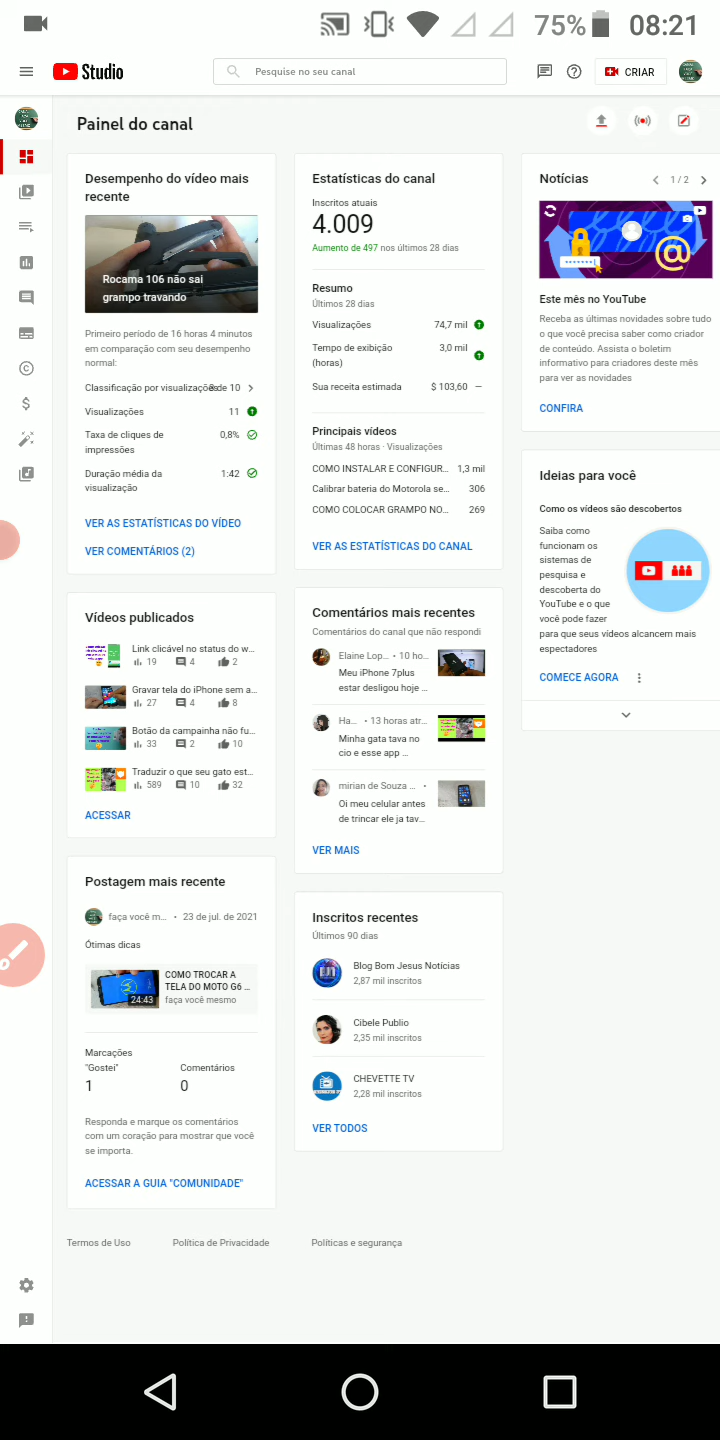 75% 08:21
Studio
Pesquise no seu canal
CRIAR
Painel do canal
Desempenho do vídeo mais
recente
Rocama 106 não sai
grampo travando
Primeiro período de 16 horas 4 minutos
em comparação com seu desempenho
normal:
Classificação por visualizações de 10
Visualizações 11
Taxa de cliques de
impressões
0,8%
Duração média da
visualização
1:42
VER AS ESTATÍSTICAS DO VÍDEO
VER COMENTÁRIOS (2)
Vídeos publicados
Link clicável no status do w...
19 4 2
Gravar tela do iPhone sem a...
27 4 8
Botão da campainha não fu...
33 2 10
Traduzir o que seu gato est...
589 10 32
ACESSAR
Postagem mais recente
faça você m... • 23 de jul. de 2021
Ótimas dicas
COMO TROCAR A
TELA DO MOTO G6 ...
24:43
faça você mesmo
Marcações
"Gostei"
Comentários
1 0
Responda e marque os comentários
com um coração para mostrar que você
se importa.
ACESSAR A GUIA "COMUNIDADE"
Estatísticas do canal
Inscritos atuais
4.009
Aumento de 497 nos últimos 28 dias
Resumo
Últimos 28 dias
Visualizações 74,7 mil
Tempo de exibição
(horas)
3,0 mil
Sua receita estimada $ 103,60 —
Principais vídeos
Últimas 48 horas · Visualizações
COMO INSTALAR E CONFIGUR... 1,3 mil
Calibrar bateria do Motorola se... 306
COMO COLOCAR GRAMPO NO... 269
VER AS ESTATÍSTICAS DO CANAL
Comentários mais recentes
Comentários do canal que não respondi
Elaine Lop... • 10 ho...
Meu iPhone 7plus
estar desligou hoje ...
Ha... • 13 horas atr...
Minha gata tava no
cio e esse app ...
mirian de Souza ... •
Oi meu celular antes
de trincar ele ja tav...
VER MAIS
Inscritos recentes
Últimos 90 dias
Blog Bom Jesus Notícias
2,87 mil inscritos
Cibele Publio
2,35 mil inscritos
CHEVETTE TV
2,28 mil inscritos
VER TODOS
Notícias
1 / 2
@
Este mês no YouTube
Receba as últimas novidades sobre tudo
o que você precisa saber como criador
de conteúdo. Assista o boletim
informativo para criadores deste mês
para ver as novidades
CONFIRA
Ideias para você
Como os vídeos são descobertos
Saiba como
funcionam os
sistemas de
pesquisa e
descoberta do
YouTube e o que
você pode fazer
para que seus vídeos alcancem mais
espectadores
COMECE AGORA
Termos de Uso
Política de Privacidade
Políticas e segurança